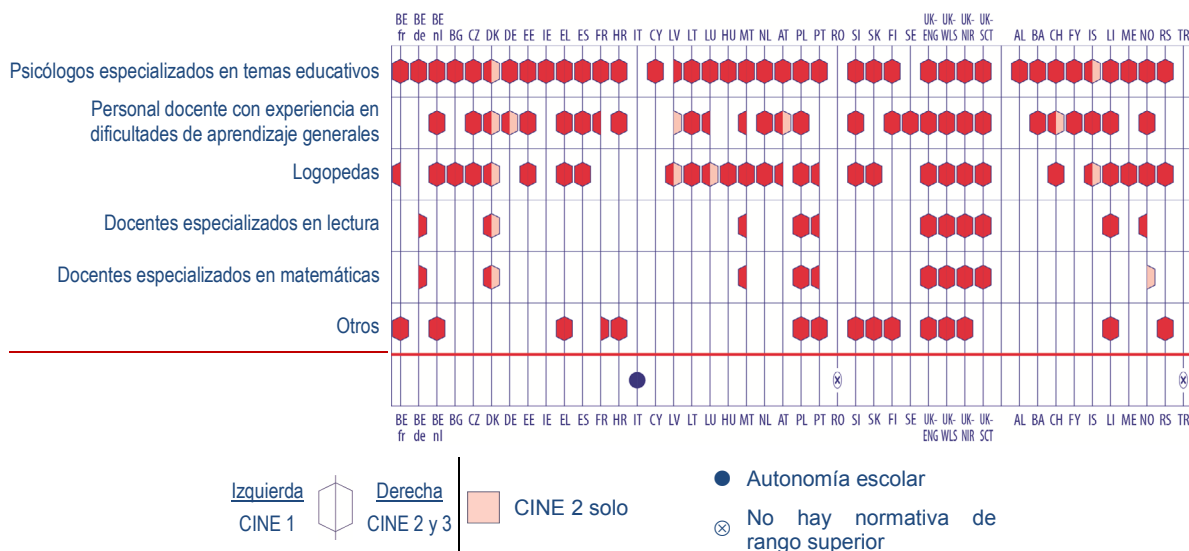 BE BE BE UK- UK- UK- UK-
fr de nl BG CZ DK DE EE IE EL ES FR HR IT CY LV LT LU HU MT NL AT PL PT RO SI SK FI SE ENG WLS NIR SCT AL BA CH FY IS LI ME NO RS TR
Psicólogos especializados en temas educativos
Personal docente con experiencia en
dificultades de aprendizaje generales
Logopedas
Docentes especializados en lectura
Docentes especializados en matemáticas
Otros
BE BE BE BG CZ DK DE EE IE EL ES FR HR IT CY LV LT LU HU MT NL AT PL PT RO SI SK FI SE UK- UK- UK- UK- AL BA CH FY IS LI ME NO RS TR
fr de nl ENG WLS NIR SCT
Izquierda
CINE 1
Derecha
CINE 2 y 3
CINE 2 solo
Autonomía escolar
No hay normativa de
rango superior